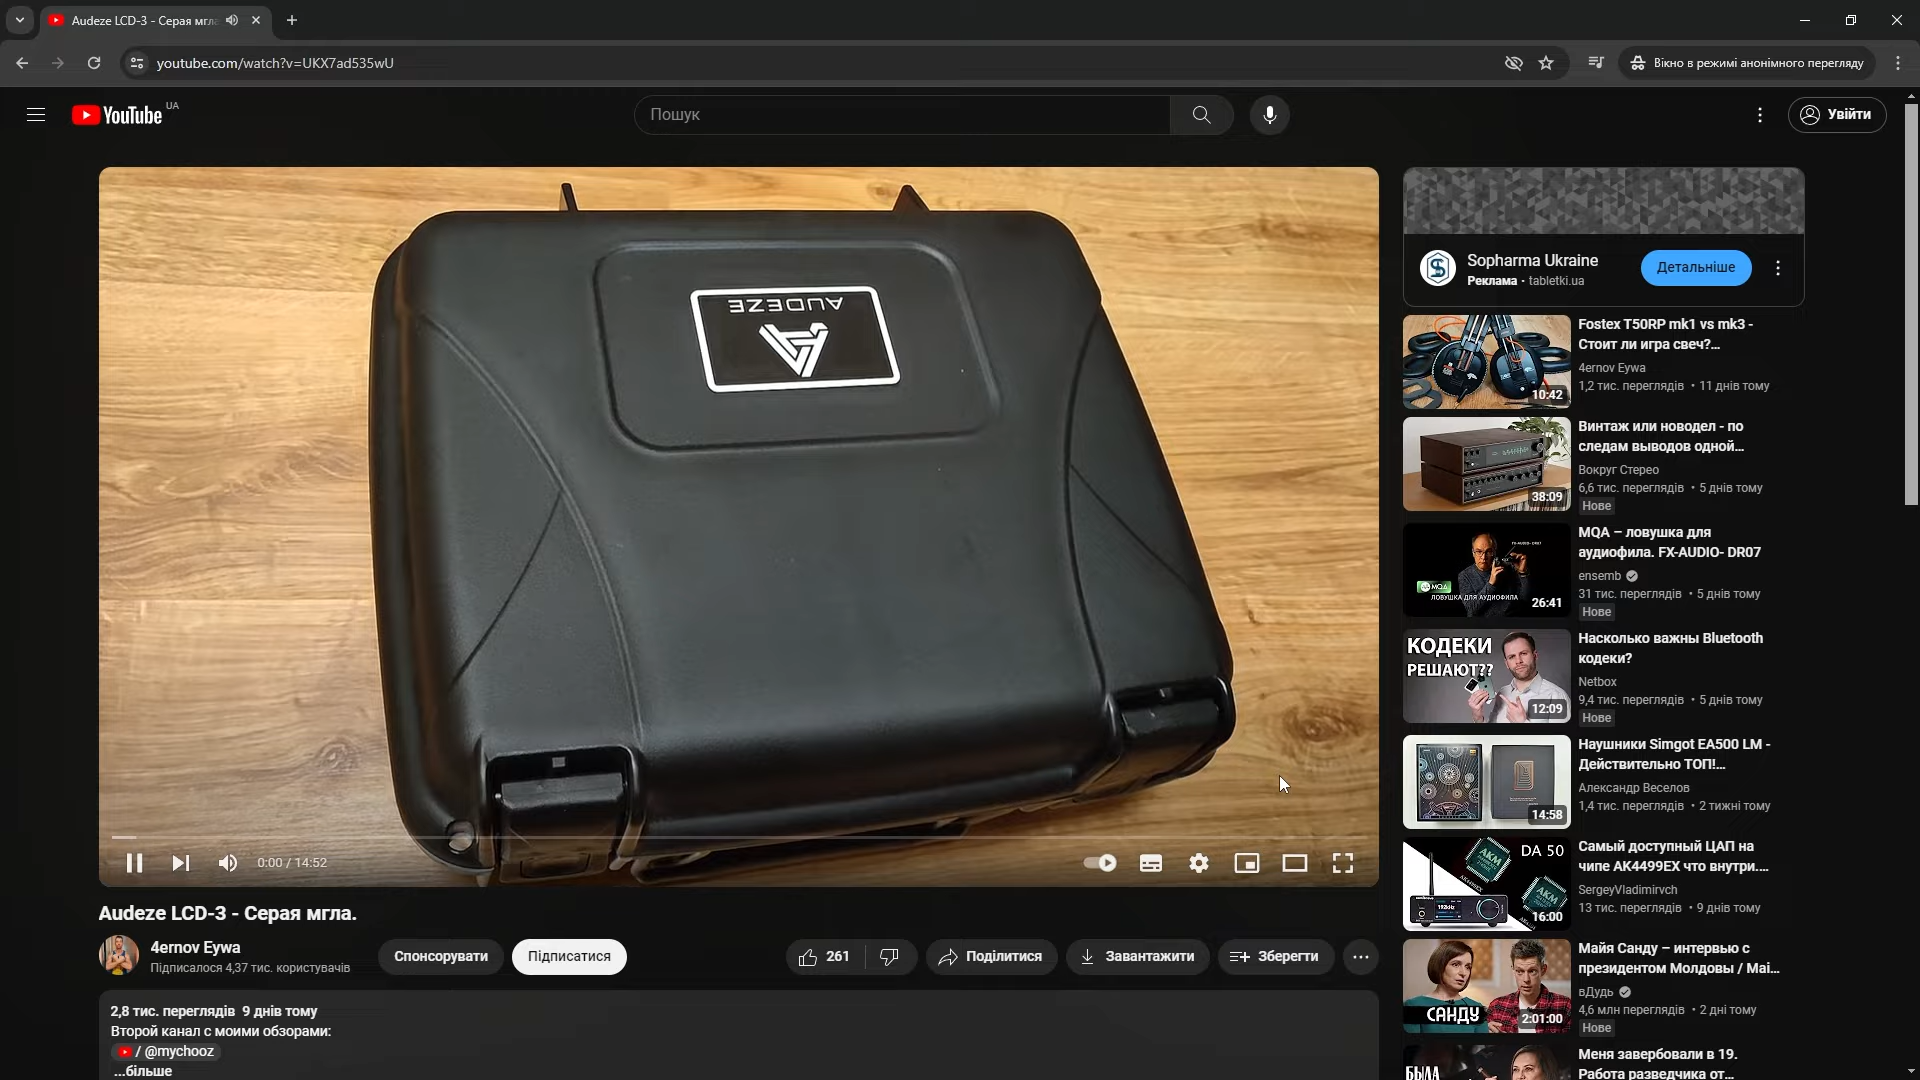 Audeze LCD-3 - Серая мгла
youtube.com/watch?v=UKX7ad535wU
Вікно в режимі анонімного перегляду
YouTube UA
Пошук
Увійти
AUDEZE
0:00 / 14:52
Audeze LCD-3 - Серая мгла.
4ernov Eywa
Підписалося 4,37 тис. користувачів
Спонсорувати
Підписатися
261
Поділитися
Завантажити
Зберегти
2,8 тис. переглядів 9 днів тому
Второй канал с моими обзорами:
/ @mychooz
...більше
Sopharma Ukraine
Реклама · tabletki.ua
Детальніше
10:42
Fostex T50RP mk1 vs mk3 -
Стоит ли игра свеч?...
4ernov Eywa
1,2 тис. переглядів • 11 днів тому
38:09
Винтаж или новодел - по
следам выводов одной...
Вокруг Стерео
6,6 тис. переглядів • 5 днів тому
Нове
FX-AUDIO- DR07
ЛОВУШКА ДЛЯ АУДИОФИЛА
26:41
MQA – ловушка для
аудиофила. FX-AUDIO- DR07
ensemb
31 тис. переглядів • 5 днів тому
Нове
КОДЕКИ
РЕШАЮТ??
12:09
Насколько важны Bluetooth
кодеки?
Netbox
9,4 тис. переглядів • 5 днів тому
Нове
14:58
Наушники Simgot EA500 LM -
Действительно ТОП!...
Александр Веселов
1,4 тис. переглядів • 2 тижні тому
DA 50
AKM
AKM
192kHz
16:00
Самый доступный ЦАП на
чипе AK4499EX что внутри....
SergeyVladimirvch
13 тис. переглядів • 9 днів тому
САНДУ
2:01:00
Майя Санду – интервью с
президентом Молдовы / Mai...
вДудь
4,6 млн переглядів • 2 дні тому
Нове
БЫЛА
Меня завербовали в 19.
Работа разведчика от...